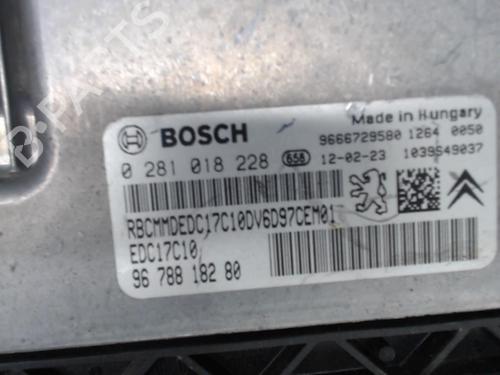 B-PARTS
BOSCH
Made in Hungary
9666729580 1264 0050
0 281 018 228 658 12-02-23 1039S49037
RBCMMDEDC17C10DV6D97CEM01
EDC17C10
96 788 182 80